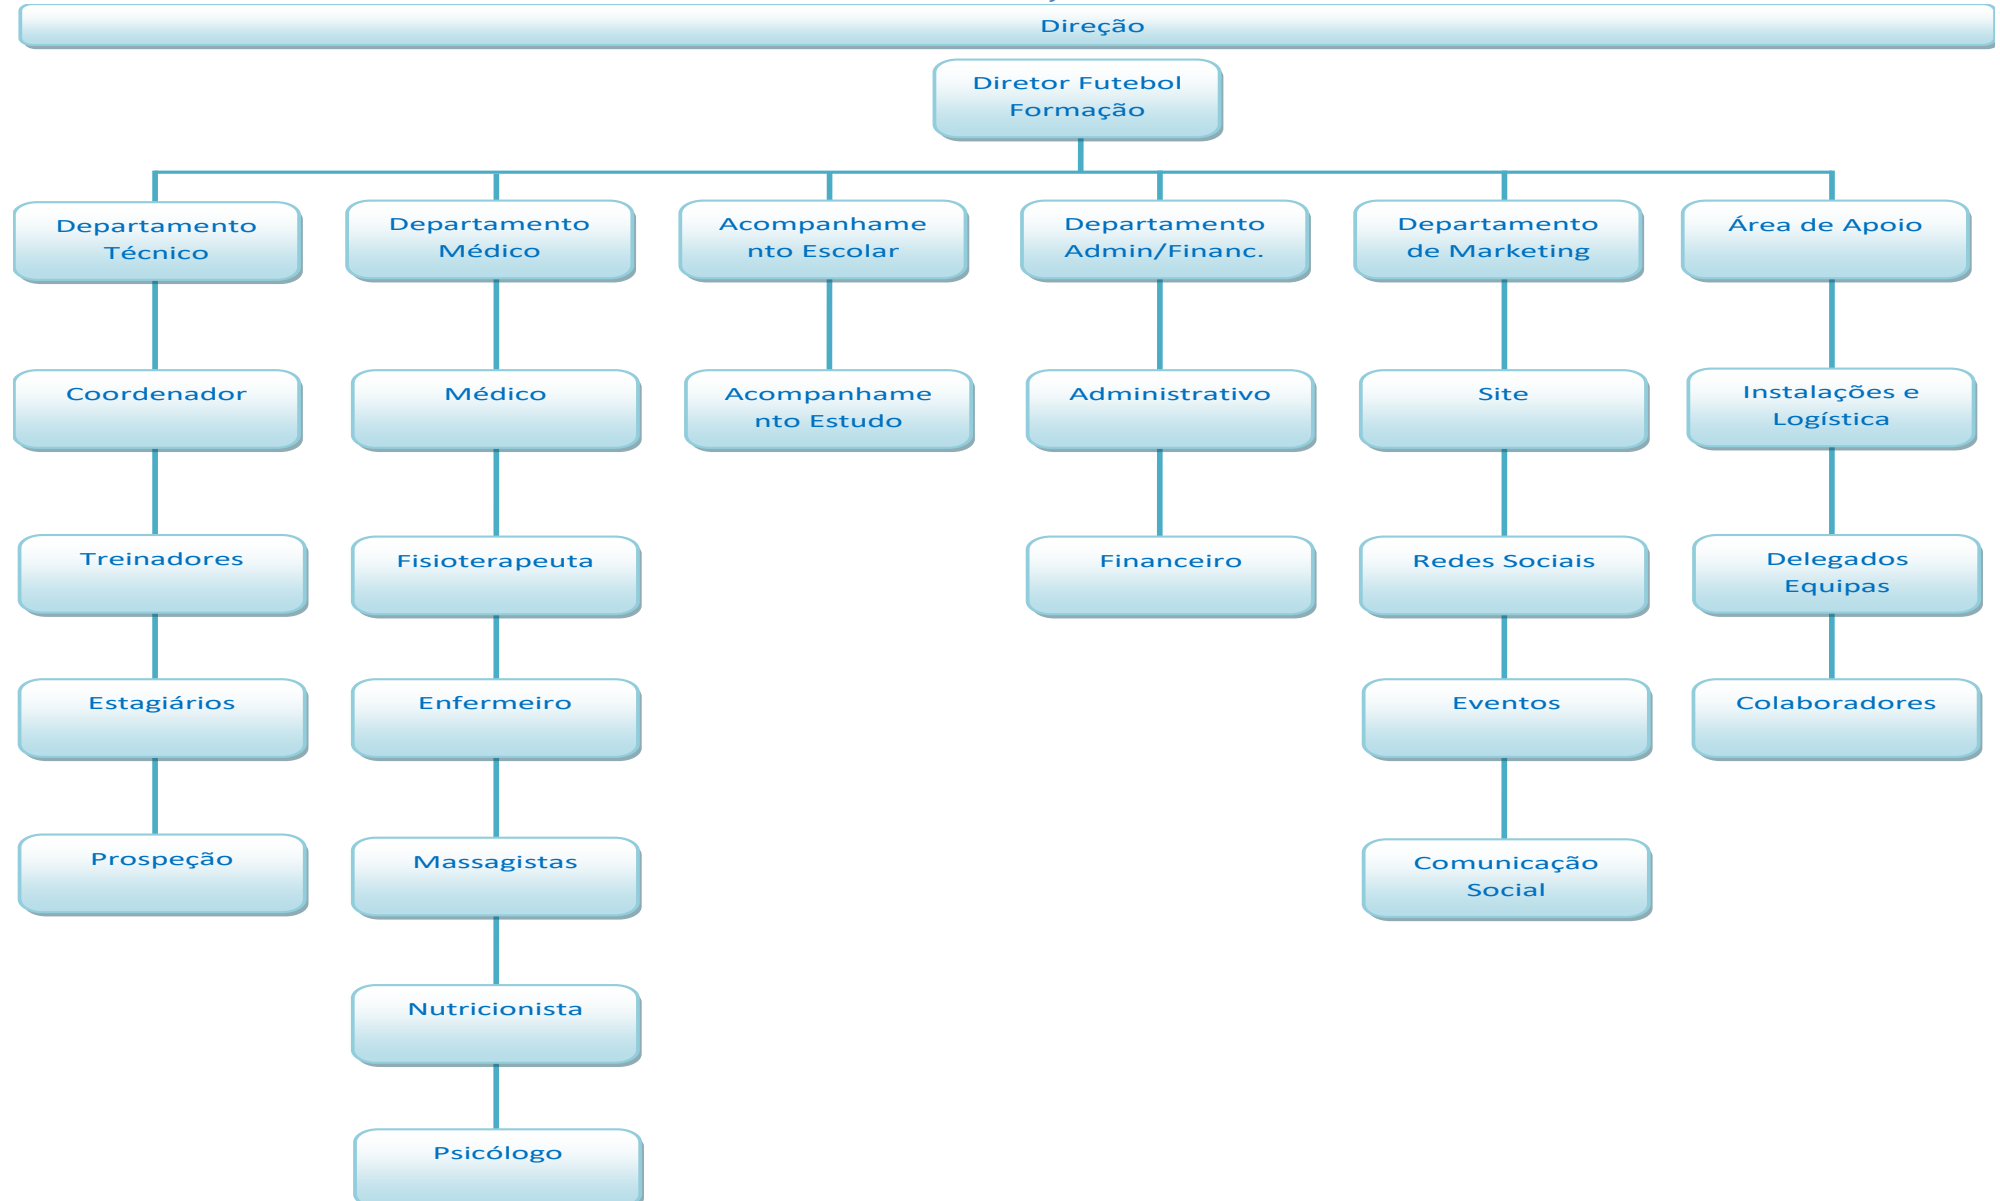 Direção
Diretor Futebol
Formação
Departamento
Técnico
Departamento
Médico
Acompanhame
nto Escolar
Departamento
Admin/Financ.
Departamento
de Marketing
Área de Apoio
Coordenador
Médico
Acompanhame
nto Estudo
Administrativo
Site
Instalações e
Logística
Treinadores
Fisioterapeuta
Financeiro
Redes Sociais
Delegados
Equipas
Estagiários
Enfermeiro
Eventos
Colaboradores
Prospeção
Massagistas
Comunicação
Social
Nutricionista
Psicólogo